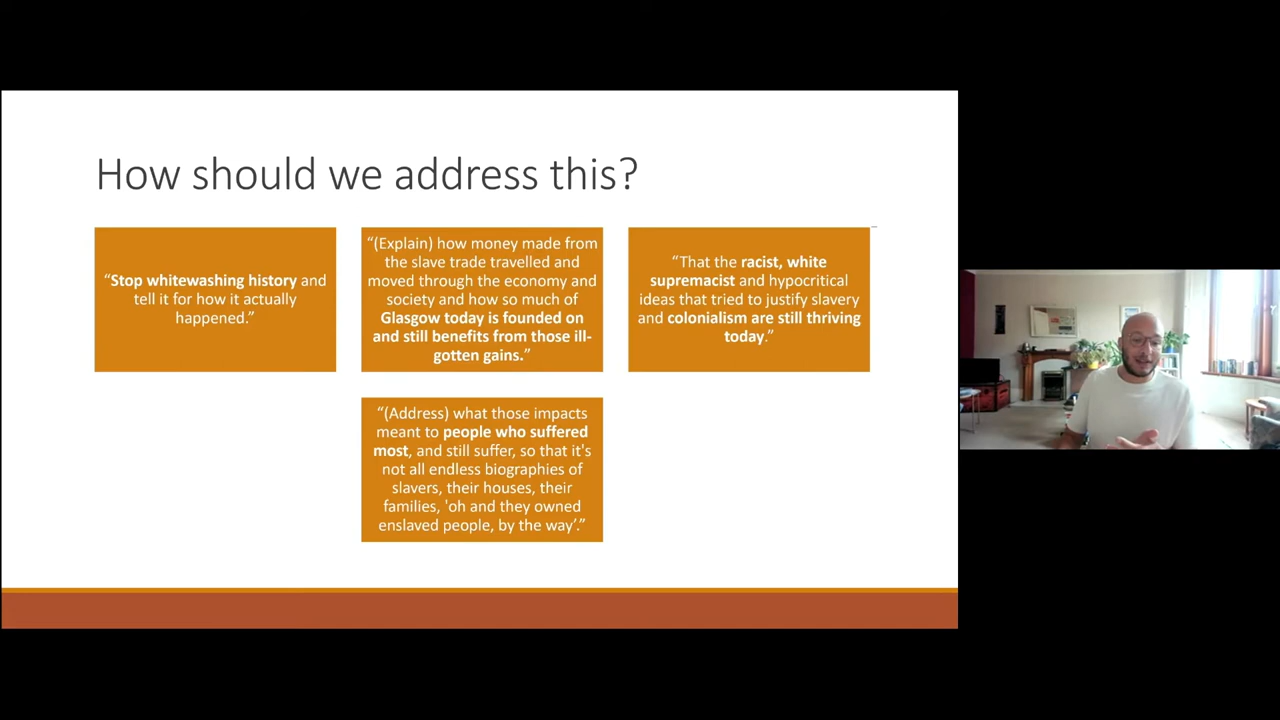 How should we address this?
“Stop whitewashing history and
tell it for how it actually
happened.”
“(Explain) how money made from
the slave trade travelled and
moved through the economy and
society and how so much of
Glasgow today is founded on
and still benefits from those ill-
gotten gains.”
“That the racist, white
supremacist and hypocritical
ideas that tried to justify slavery
and colonialism are still thriving
today.”
“(Address) what those impacts
meant to people who suffered
most, and still suffer, so that it's
not all endless biographies of
slavers, their houses, their
families, 'oh and they owned
enslaved people, by the way’.”